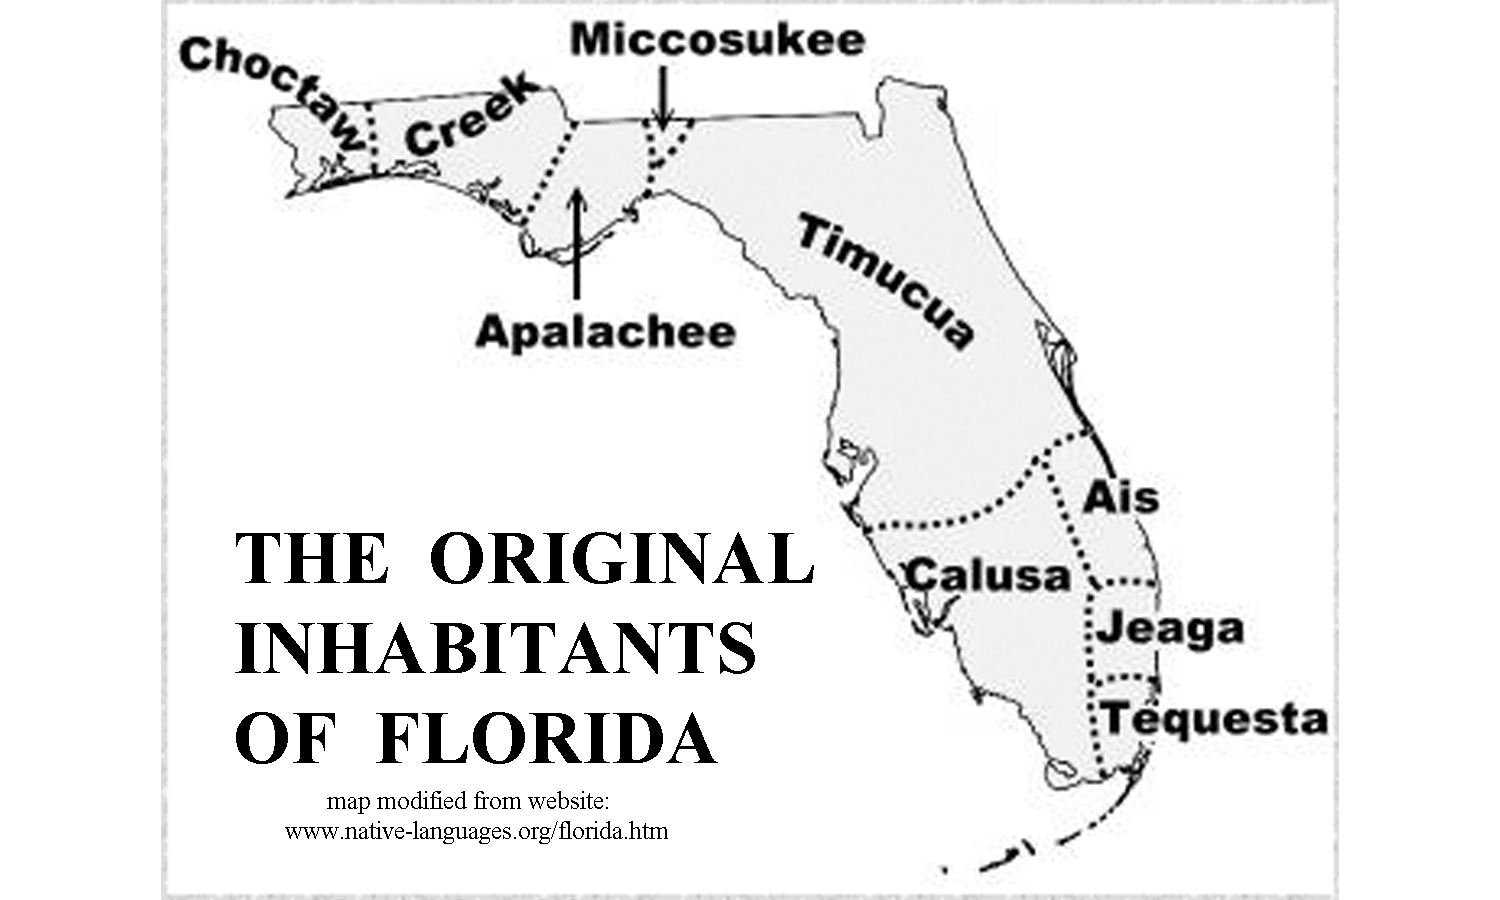 Miccosukee
Choctaw
Creek
Timucua
Apalachee
Ais
Calusa
Jeaga
Tequesta
THE ORIGINAL
INHABITANTS
OF FLORIDA
map modified from website:
www.native-languages.org/florida.htm